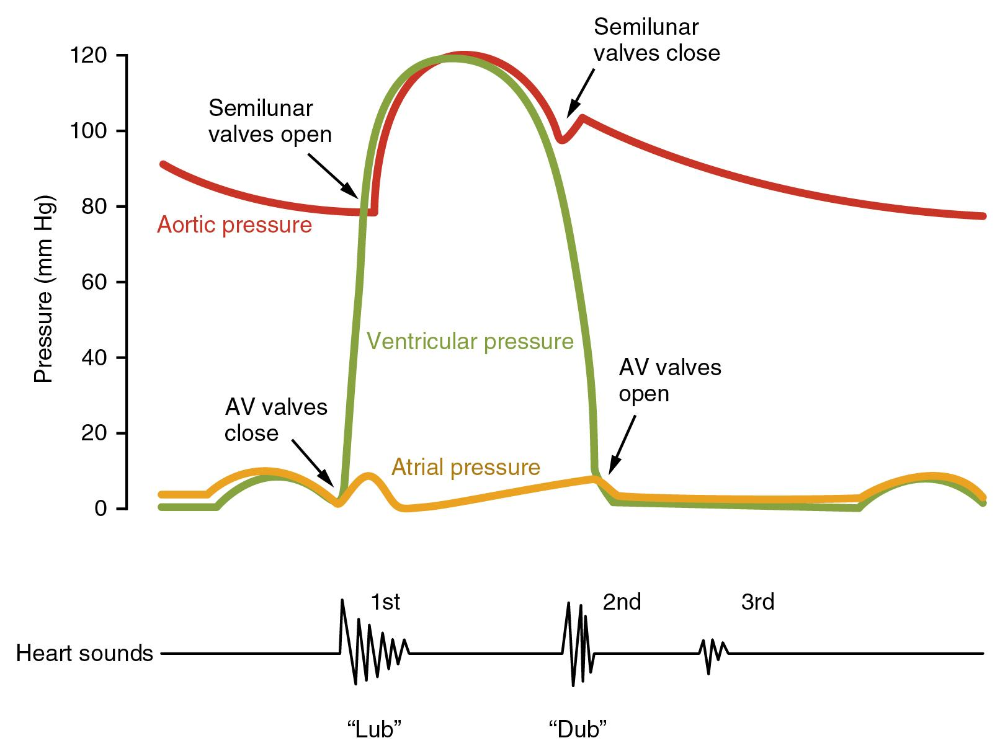 Semilunar
valves close
120
Semilunar
valves open
100
80
Aortic pressure
Pressure (mm Hg)
60
Ventricular pressure
40
AV valves
open
AV valves
close
20
Atrial pressure
0
1st
2nd
3rd
Heart sounds
“Lub”
“Dub”